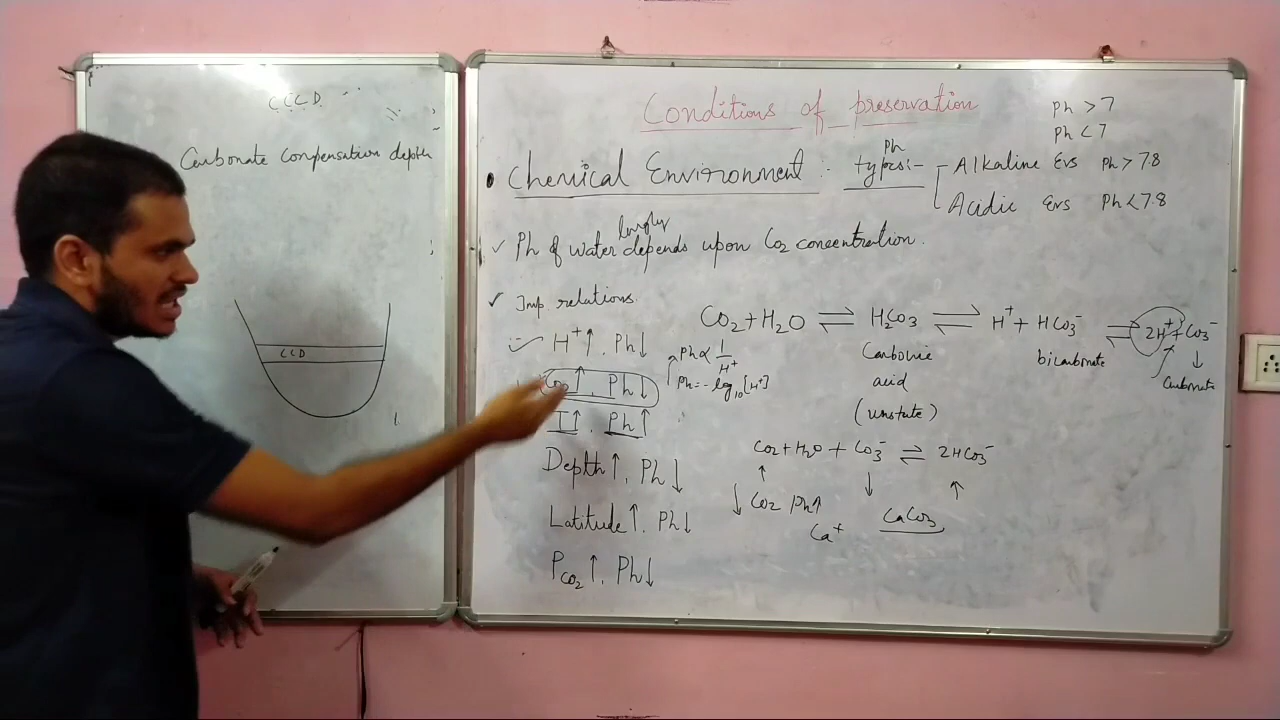 CCCD
Carbonate compensation depth
CCD
Conditions of preservation
Ph > 7
Ph < 7
• Chemical Environment :- Ph types:- Alkaline Evs Ph > 7.8
Acidic Evs Ph < 7.8
✓ Ph of water largly depends upon Co2 concentration.
✓ Imp. relations.
CO2 + H2O ⇌ H2CO3 ⇌ H+ + HCO3- ⇌ 2H+ + CO3-
Carbonic acid (unstute)
bicarbonate
Carbonate
✓ H+↑, Ph↓
Ph ∝ 1/H+
Ph = -log10[H+]
Co2↑, Ph↓
T↑, Ph↑
Depth↑, Ph↓
Co2 + H2O + CO3- ⇌ 2HCO3-
↓ Co2 Ph↑
Ca+ CaCO3
Latitude↑, Ph↓
PCO2↑, Ph↓